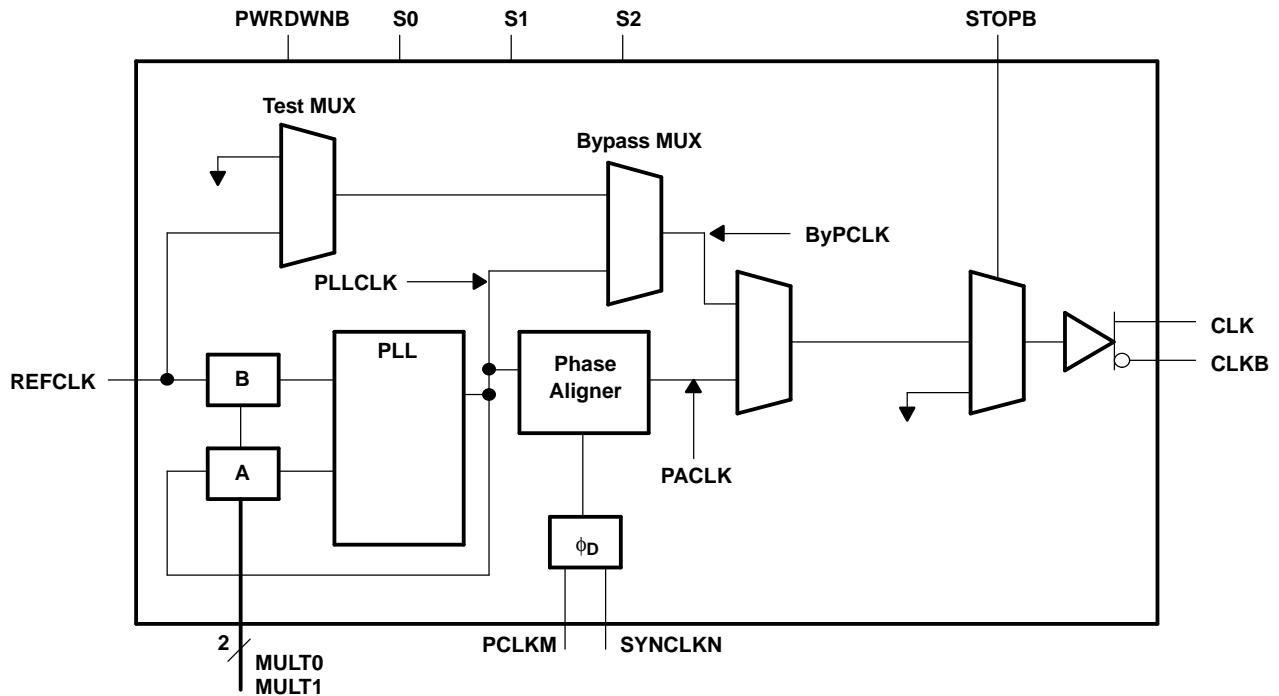 PWRDWNB
S0
S1
S2
STOPB
Test MUX
Bypass MUX
ByPCLK
PLLCLK
PLL
Phase
Aligner
CLK
CLKB
REFCLK
B
A
PACLK
ϕD
2
MULT0
MULT1
PCLKM
SYNCLKN